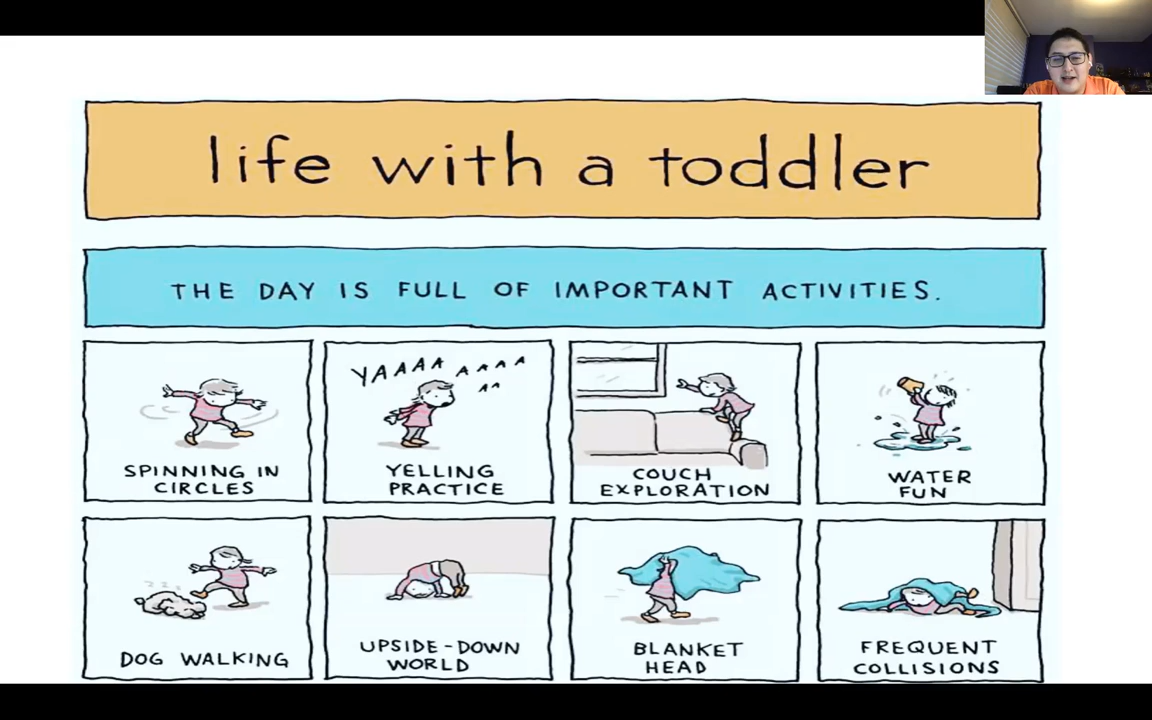 life with a toddler
THE DAY IS FULL OF IMPORTANT ACTIVITIES.
SPINNING IN
CIRCLES
YAAAA AAAA
AA
YELLING
PRACTICE
COUCH
EXPLORATION
WATER
FUN
z z z
DOG WALKING
UPSIDE-DOWN
WORLD
BLANKET
HEAD
FREQUENT
COLLISIONS